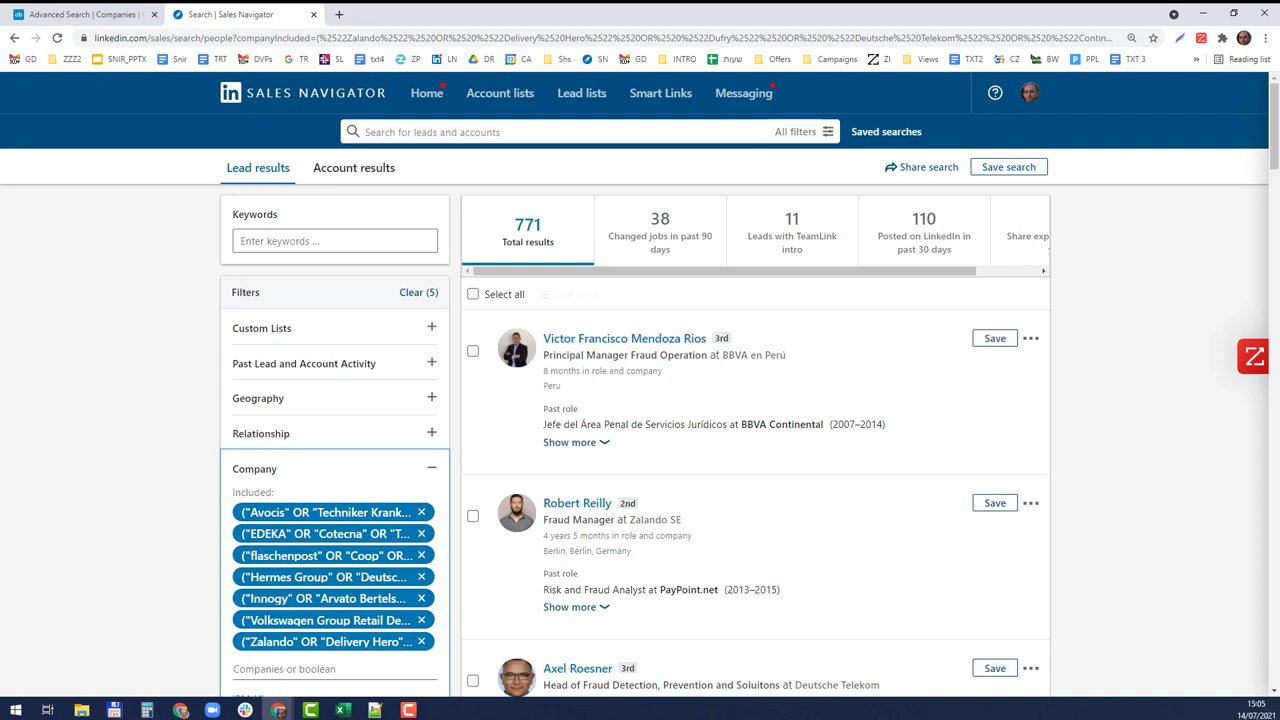 Advanced Search | Companies | C
Search | Sales Navigator
linkedin.com/sales/search/people?companyIncluded=(%2522Zalando%2522%2520OR%2520%2522Delivery%2520Hero%2522%2520OR%2520%2522Dufry%2522%2520OR%2520%2522Deutsche%2520Telekom%2522%2520OR%2520%2522Contin...
GD
ZZZ2
SNIR_PPTX
Snir
TRT
DVPs
TR
SL
txt4
ZP
LN
DR
CA
Shs
SN
GD
INTRO
שעות
Offers
Campaigns
ZI
Views
TXT2
CZ
BW
PPL
TXT 3
»
Reading list
in SALES NAVIGATOR
Home
Account lists
Lead lists
Smart Links
Messaging
Search for leads and accounts
All filters
Saved searches
Lead results
Account results
Share search
Save search
Keywords
Enter keywords ...
771
Total results
38
Changed jobs in past 90
days
11
Leads with TeamLink
intro
110
Posted on LinkedIn in
past 30 days
Share exp
Filters
Clear (5)
Select all
Save to list
Custom Lists
Past Lead and Account Activity
Geography
Relationship
Company
Included:
("Avocis" OR "Techniker Krank...
("EDEKA" OR "Cotecna" OR "T...
("flaschenpost" OR "Coop" OR...
("Hermes Group" OR "Deutsc...
("Innogy" OR "Arvato Bertels...
("Volkswagen Group Retail De...
("Zalando" OR "Delivery Hero"...
Companies or boolean
Victor Francisco Mendoza Rios 3rd
Principal Manager Fraud Operation at BBVA en Perú
8 months in role and company
Peru
Past role
Jefe del Área Penal de Servicios Jurídicos at BBVA Continental (2007–2014)
Show more
Save
Robert Reilly 2nd
Fraud Manager at Zalando SE
4 years 5 months in role and company
Berlin, Berlin, Germany
Past role
Risk and Fraud Analyst at PayPoint.net (2013–2015)
Show more
Save
Axel Roesner 3rd
Head of Fraud Detection, Prevention and Soluitons at Deutsche Telekom
Save
15:05
14/07/2021